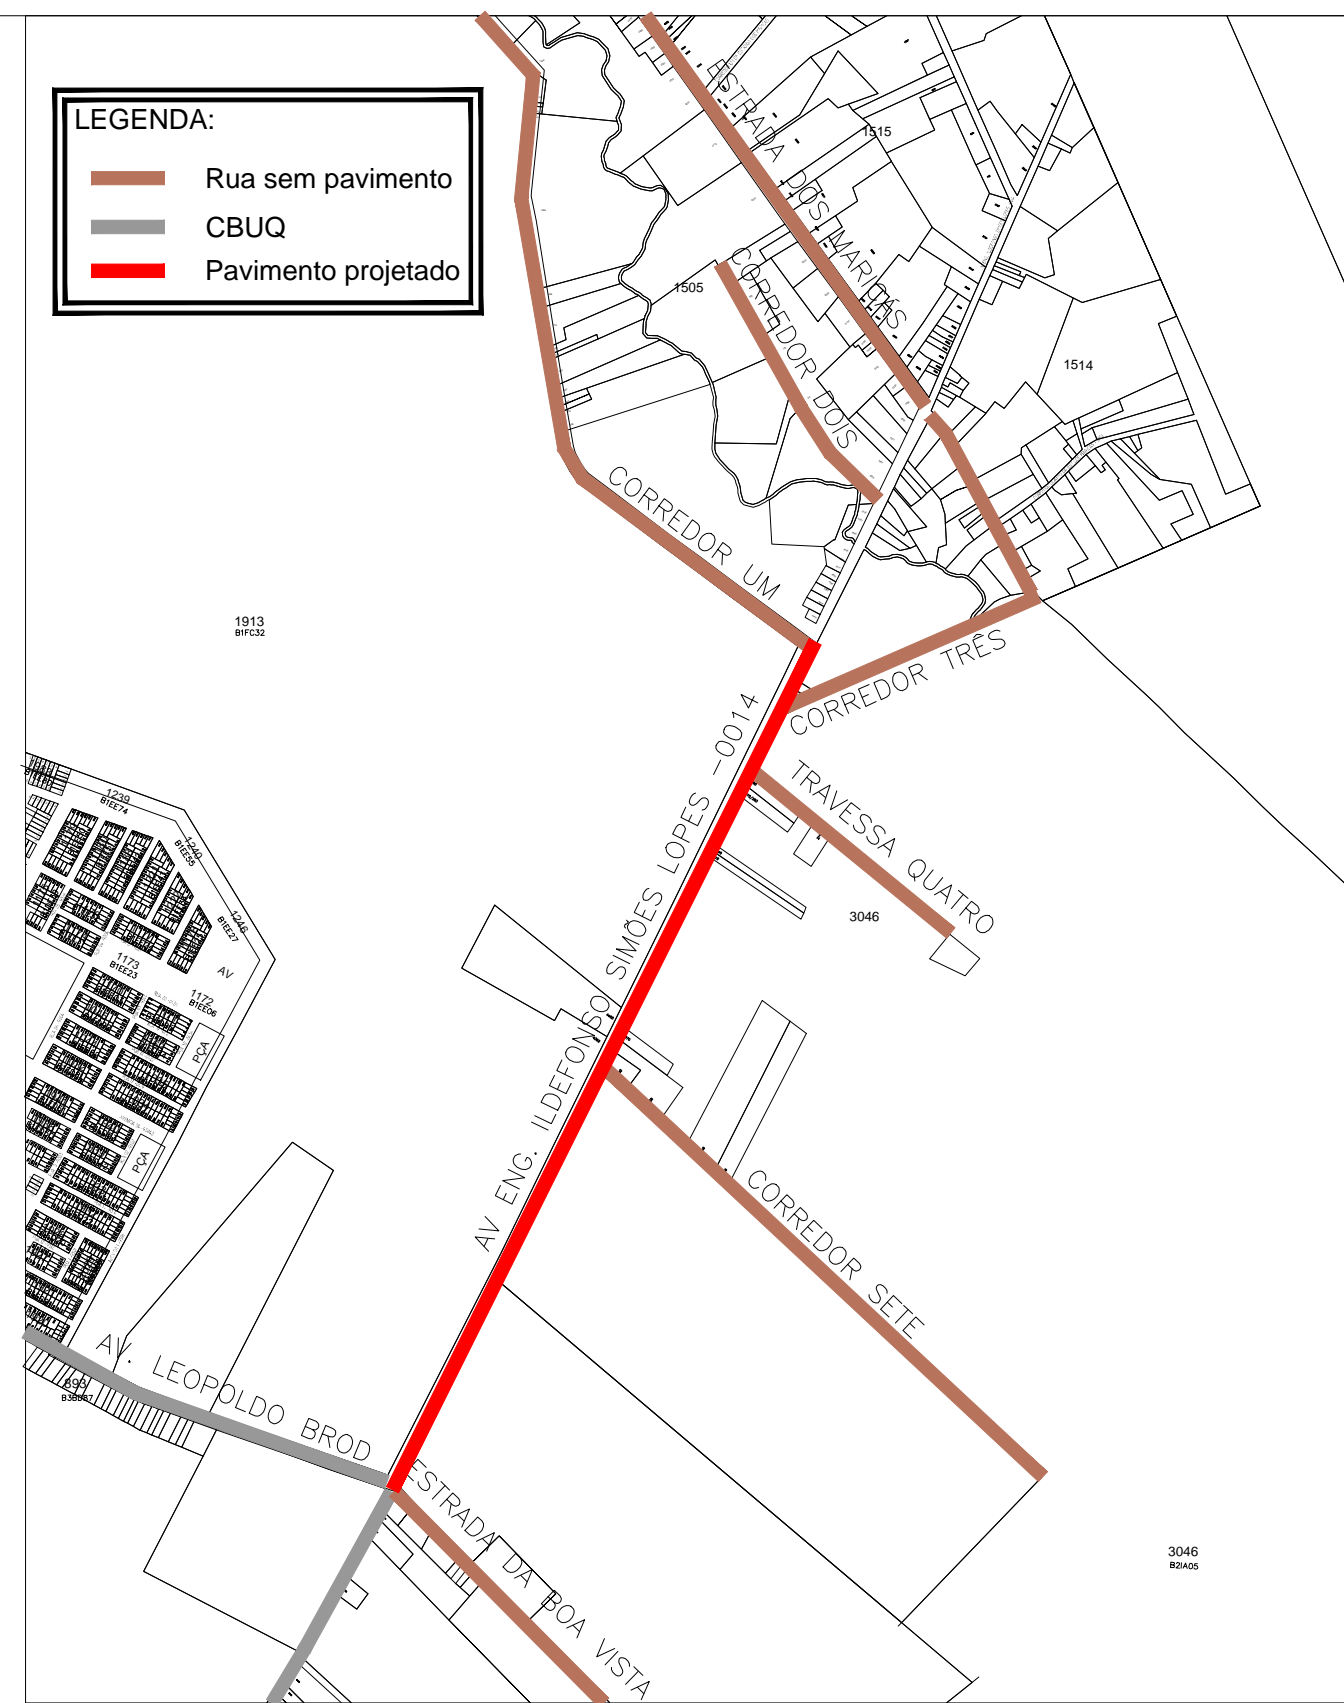 LEGENDA:
Rua sem pavimento
CBUQ
Pavimento projetado
ESTRADA DOS MARICÁS
1515
CORREDOR DOIS
1505
1514
CORREDOR UM
1913
B1FC32
CORREDOR TRÊS
AV ENG. ILDEFONSO SIMÕES LOPES -0014
TRAVESSA QUATRO
1239
B1EE74
1240
B1EE55
1246
B1EE27
3046
1173
B1EE23
AV
1172
B1EE06
PÇA
PÇA
CORREDOR SETE
AV. LEOPOLDO BROD
893
ESTRADA DA BOA VISTA
3046
B2IA05